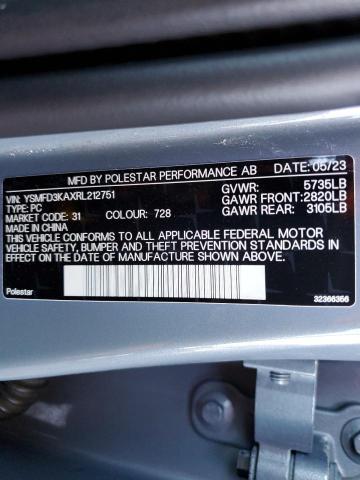 MFD BY POLESTAR PERFORMANCE AB DATE: 05/23
VIN: YSMFD3KAXRL212751 GVWR: 5735LB
TYPE: PC GAWR FRONT: 2820LB
MARKET: 31 COLOUR: 728 GAWR REAR: 3105LB
MADE IN CHINA
THIS VEHICLE CONFORMS TO ALL APPLICABLE FEDERAL MOTOR
VEHICLE SAFETY, BUMPER AND THEFT PREVENTION STANDARDS IN
EFFECT ON THE DATE OF MANUFACTURE SHOWN ABOVE.
Polestar 32366356